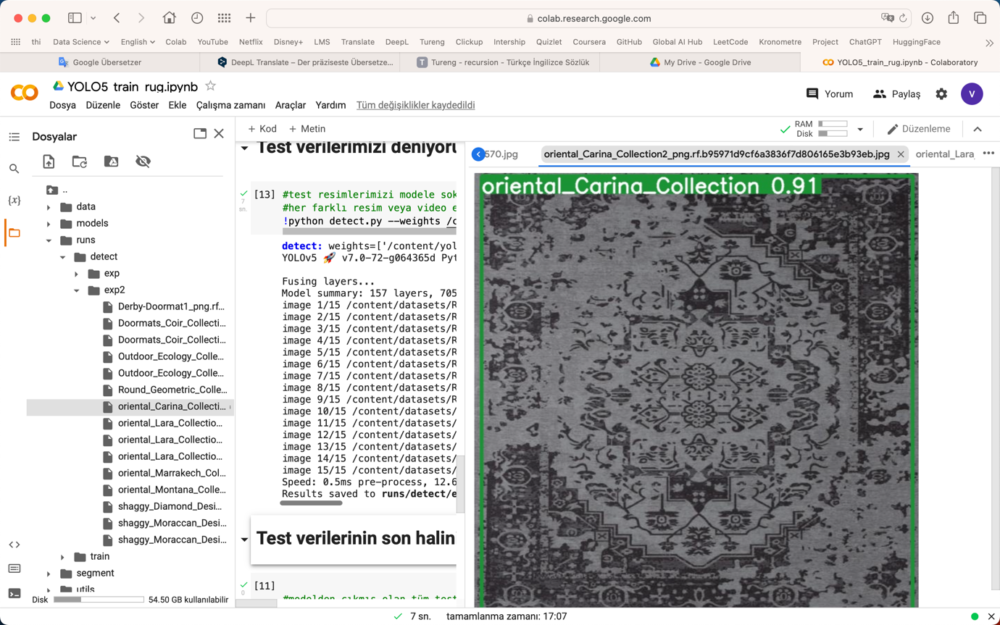 colab.research.google.com
thi Data Science English Colab YouTube Netflix Disney+ LMS Translate DeepL Tureng Clickup Intership Quizlet Coursera GitHub Global AI Hub LeetCode Kronometre Project ChatGPT HuggingFace
Google Übersetzer
DeepL Translate – Der präziseste Übersetze...
T Tureng - recursion - Türkçe İngilizce Sözlük
My Drive - Google Drive
YOLO5_train_rug.ipynb - Colaboratory
YOLO5 train rug.ipynb
Dosya Düzenle Göster Ekle Çalışma zamanı Araçlar Yardım Tüm değişiklikler kaydedildi
Yorum Paylaş V
Dosyalar
..
data
models
runs
detect
exp
exp2
Derby-Doormat1_png.rf...
Doormats_Coir_Collecti...
Doormats_Coir_Collecti...
Outdoor_Ecology_Colle...
Outdoor_Ecology_Colle...
Round_Geometric_Colle...
oriental_Carina_Collecti...
oriental_Lara_Collectio...
oriental_Lara_Collectio...
oriental_Lara_Collectio...
oriental_Marrakech_Col...
oriental_Montana_Colle...
shaggy_Diamond_Desi...
shaggy_Moraccan_Desi...
shaggy_Moraccan_Desi...
train
segment
utils
Disk 54.50 GB kullanılabilir
{x}
+ Kod + Metin
RAM
Disk
Düzenleme
Test verilerimizi deniyoru
[13] #test resimlerimizi modele sok
7
sn.
#her farklı resim veya video e
!python detect.py --weights /c
detect: weights=['/content/yol
YOLOv5 🚀 v7.0-72-g064365d Pyt
Fusing layers...
Model summary: 157 layers, 705
image 1/15 /content/datasets/R
image 2/15 /content/datasets/R
image 3/15 /content/datasets/R
image 4/15 /content/datasets/R
image 5/15 /content/datasets/R
image 6/15 /content/datasets/R
image 7/15 /content/datasets/R
image 8/15 /content/datasets/R
image 9/15 /content/datasets/R
image 10/15 /content/datasets/
image 11/15 /content/datasets/
image 12/15 /content/datasets/
image 13/15 /content/datasets/
image 14/15 /content/datasets/
image 15/15 /content/datasets/
Speed: 0.5ms pre-process, 12.6
Results saved to runs/detect/e
Test verilerinin son halin
[11]
0
#modelden çıkmış olan tüm test
570.jpg
oriental_Carina_Collection2_png.rf.b95971d9cf6a3836f7d806165e3b93eb.jpg
oriental_Lara_
oriental_Carina_Collection 0.91
7 sn. tamamlanma zamanı: 17:07